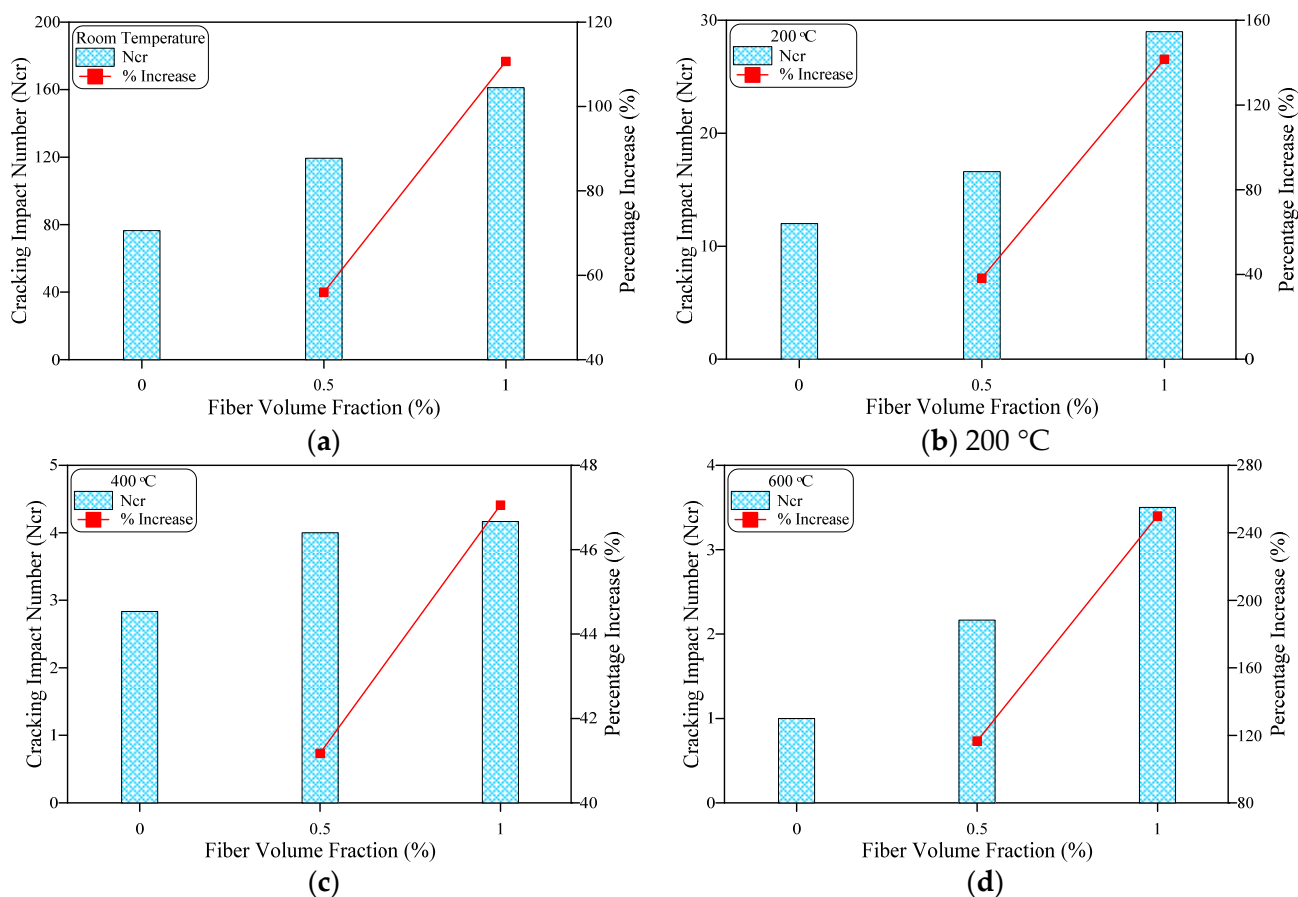 Room Temperature
Ncr
% Increase
Cracking Impact Number (Ncr)
0
40
80
120
160
200
Percentage Increase (%)
40
60
80
100
120
0
0.5
1
Fiber Volume Fraction (%)
(a)
200 °C
Ncr
% Increase
Cracking Impact Number (Ncr)
0
10
20
30
Percentage Increase (%)
0
40
80
120
160
0
0.5
1
Fiber Volume Fraction (%)
(b) 200 °C
400 °C
Ncr
% Increase
Cracking Impact Number (Ncr)
0
1
2
3
4
5
Percentage Increase (%)
40
42
44
46
48
0
0.5
1
Fiber Volume Fraction (%)
(c)
600 °C
Ncr
% Increase
Cracking Impact Number (Ncr)
0
1
2
3
4
Percentage Increase (%)
80
120
160
200
240
280
0
0.5
1
Fiber Volume Fraction (%)
(d)